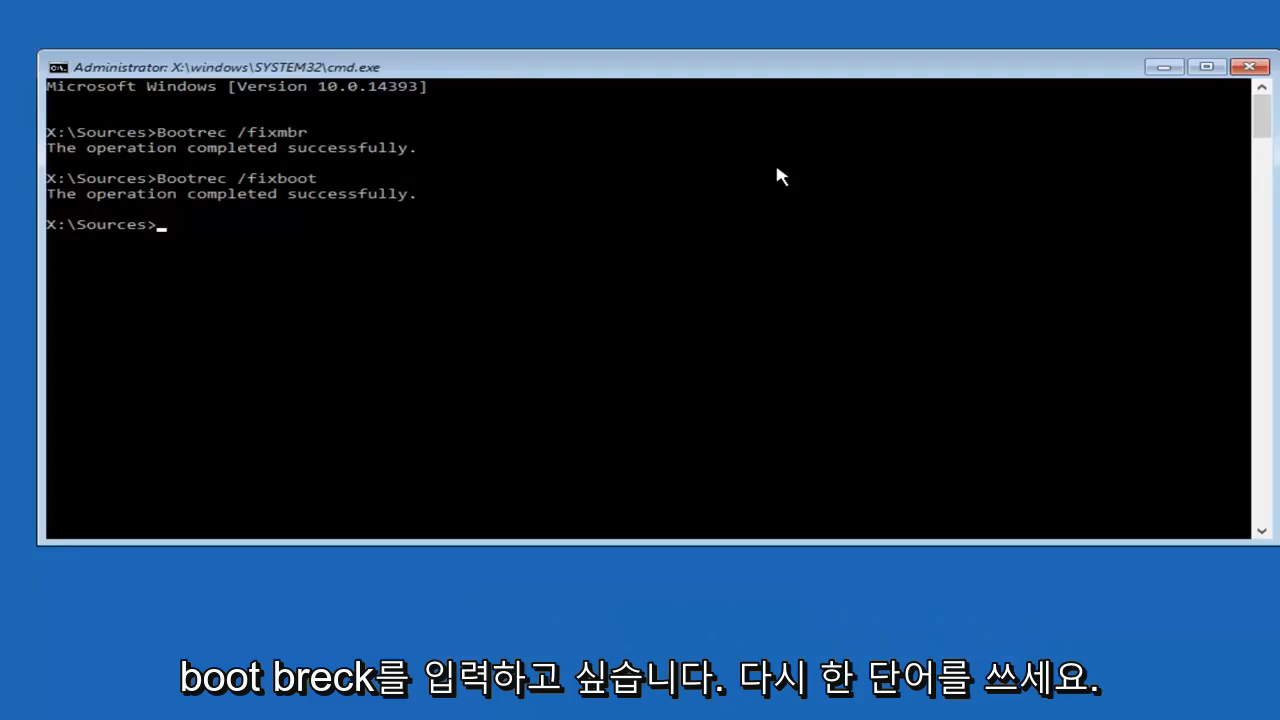 Administrator: X:\windows\SYSTEM32\cmd.exe
Microsoft Windows [Version 10.0.14393]
X:\Sources>Bootrec /fixmbr
The operation completed successfully.
X:\Sources>Bootrec /fixboot
The operation completed successfully.
X:\Sources>
boot breck를 입력하고 싶습니다. 다시 한 단어를 쓰세요.